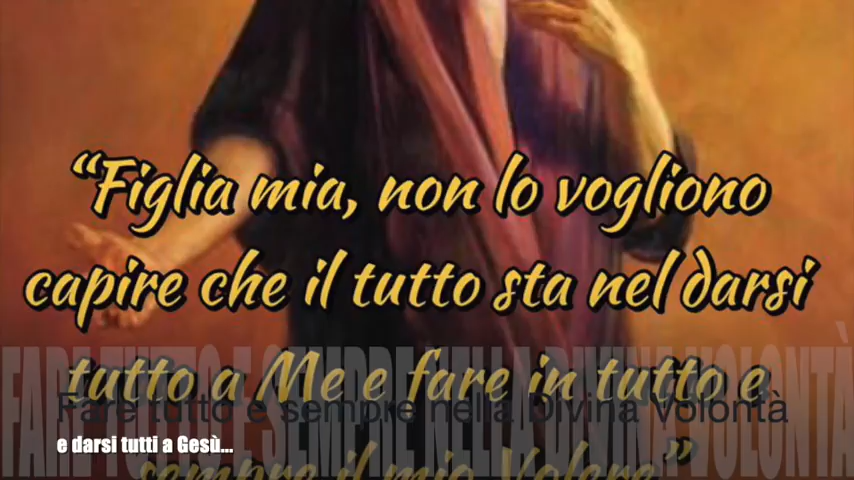 “Figlia mia, non lo vogliono
capire che il tutto sta nel darsi
tutto a Me e fare in tutto e
sempre il mio Volere”
FARE TUTTO E SEMPRE NELLA DIVINA VOLONTÀ
Fare tutto e sempre nella Divina Volontà
e darsi tutti a Gesù...